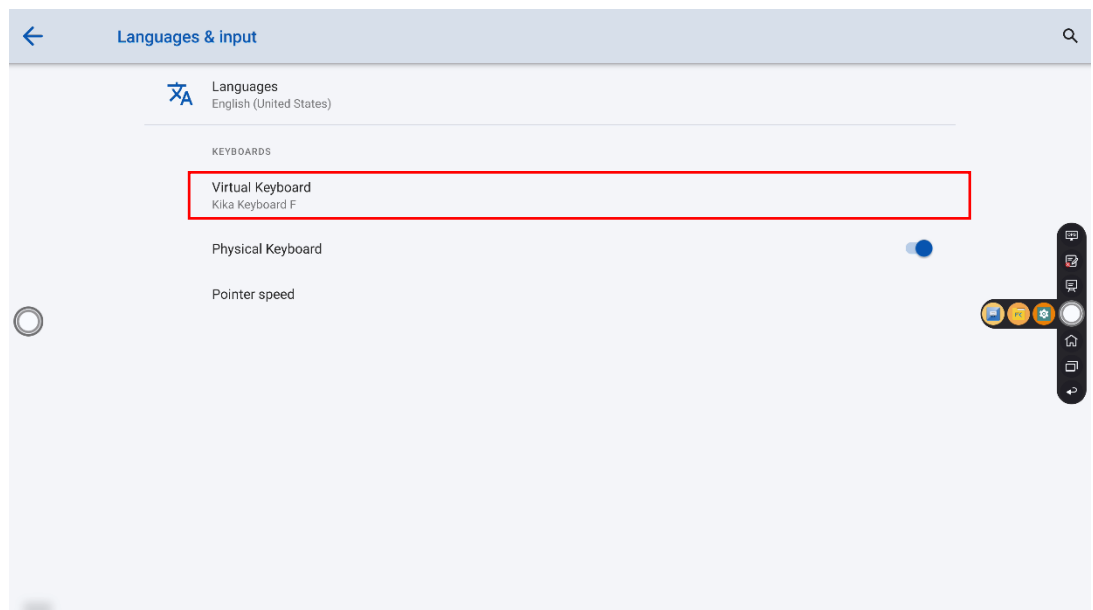 Languages & input
Languages
English (United States)
KEYBOARDS
Virtual Keyboard
Kika Keyboard F
Physical Keyboard
Pointer speed